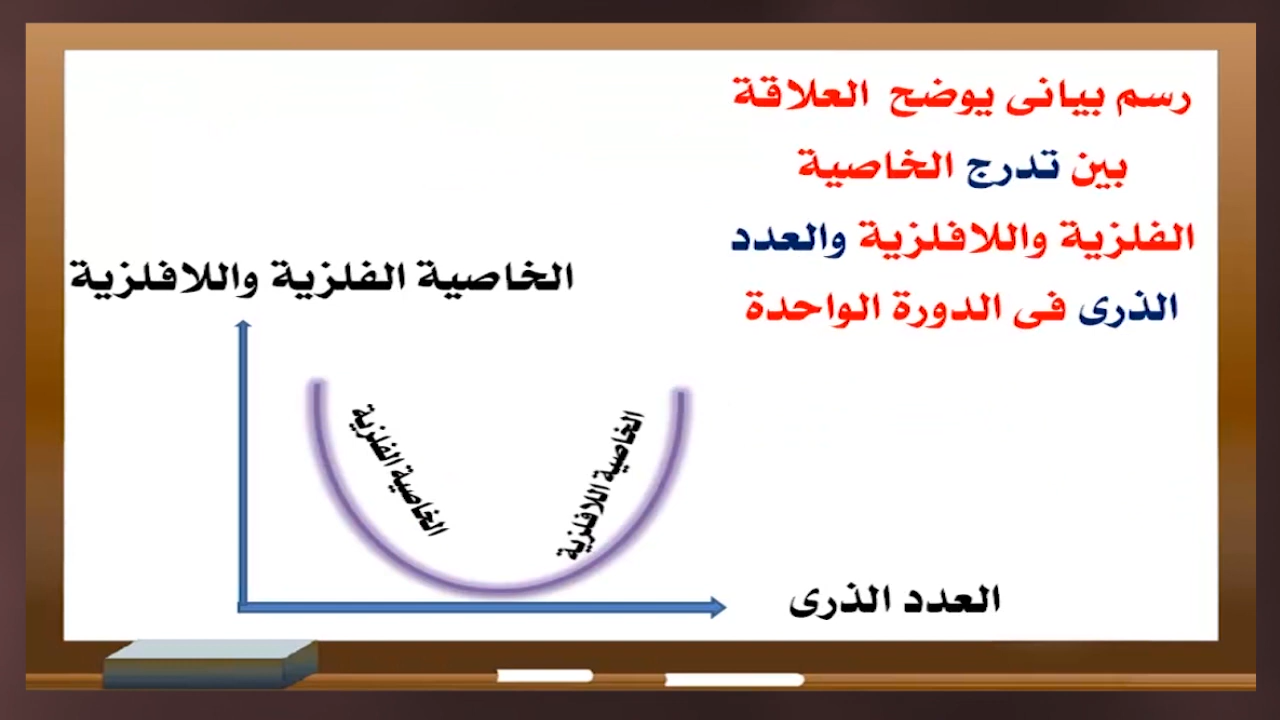 رسم بيانى يوضح العلاقة
بين تدرج الخاصية
الفلزية واللافلزية والعدد
الذرى فى الدورة الواحدة
الخاصية الفلزية واللافلزية
الخاصية الفلزية
الخاصية اللافلزية
العدد الذرى